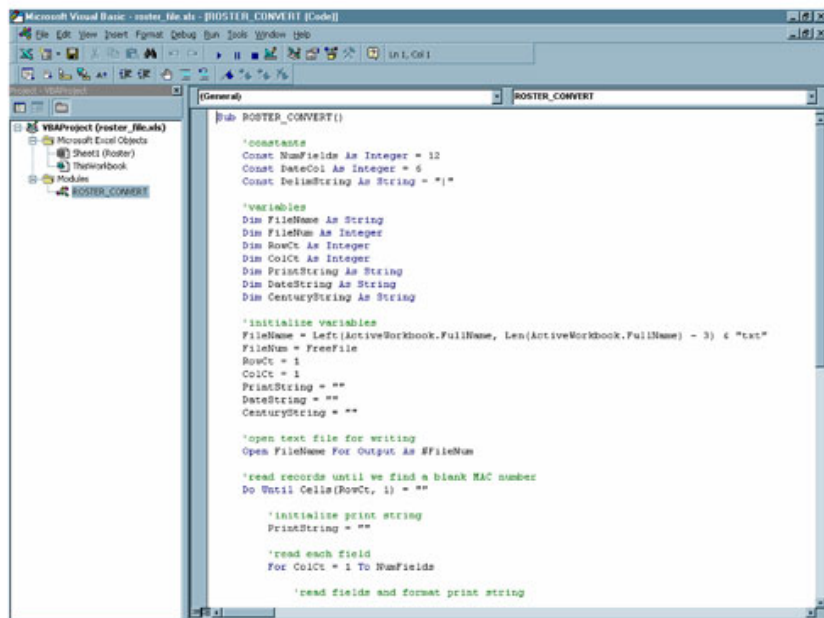 Microsoft Visual Basic - roster_file.xls - [ROSTER_CONVERT (Code)]
File Edit View Insert Format Debug Run Tools Window Help
Ln 1, Col 1
Project - VBAProject
(General)
ROSTER_CONVERT
VBAProject (roster_file.xls)
Microsoft Excel Objects
Sheet1 (Roster)
ThisWorkbook
Modules
ROSTER_CONVERT
Sub ROSTER_CONVERT()
'constants
Const NumFields As Integer = 12
Const DateCol As Integer = 6
Const DelimString As String = "|"
'variables
Dim FileName As String
Dim FileNum As Integer
Dim RowCt As Integer
Dim ColCt As Integer
Dim PrintString As String
Dim DateString As String
Dim CenturyString As String
'initialize variables
FileName = Left(ActiveWorkbook.FullName, Len(ActiveWorkbook.FullName) - 3) & "txt"
FileNum = FreeFile
RowCt = 1
ColCt = 1
PrintString = ""
DateString = ""
CenturyString = ""
'open text file for writing
Open FileName For Output As #FileNum
'read records until we find a blank MAC number
Do Until Cells(RowCt, 1) = ""
'initialize print string
PrintString = ""
'read each field
For ColCt = 1 To NumFields
'read fields and format print string